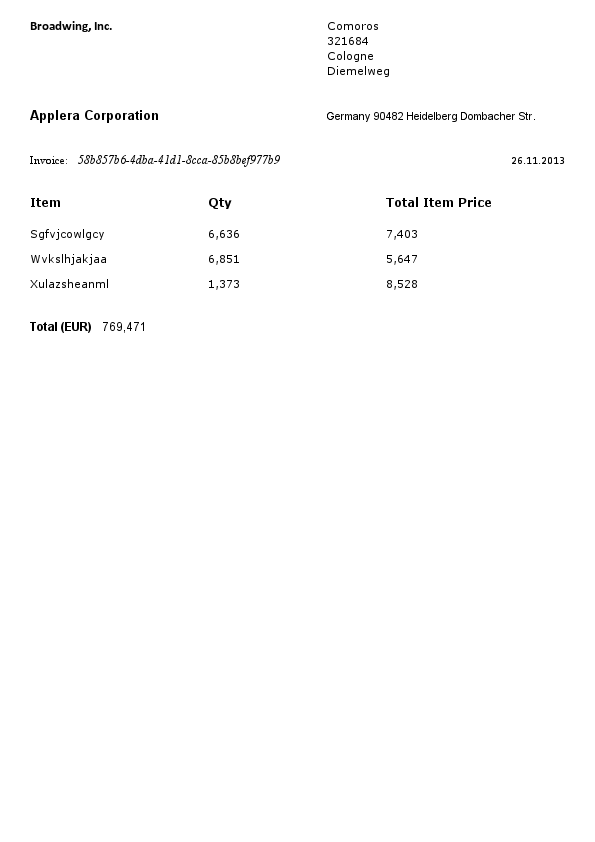 Broadwing, Inc.
Comoros
321684
Cologne
Diemelweg
Applera Corporation
Germany 90482 Heidelberg Dombacher Str.
Invoice: 58b857b6-4dba-41d1-8cca-85b8bef977b9 26.11.2013
Item Qty Total Item Price
Sgfvjcowlgcy 6,636 7,403
Wvkslhjakjaa 6,851 5,647
Xulazsheanml 1,373 8,528
Total (EUR) 769,471